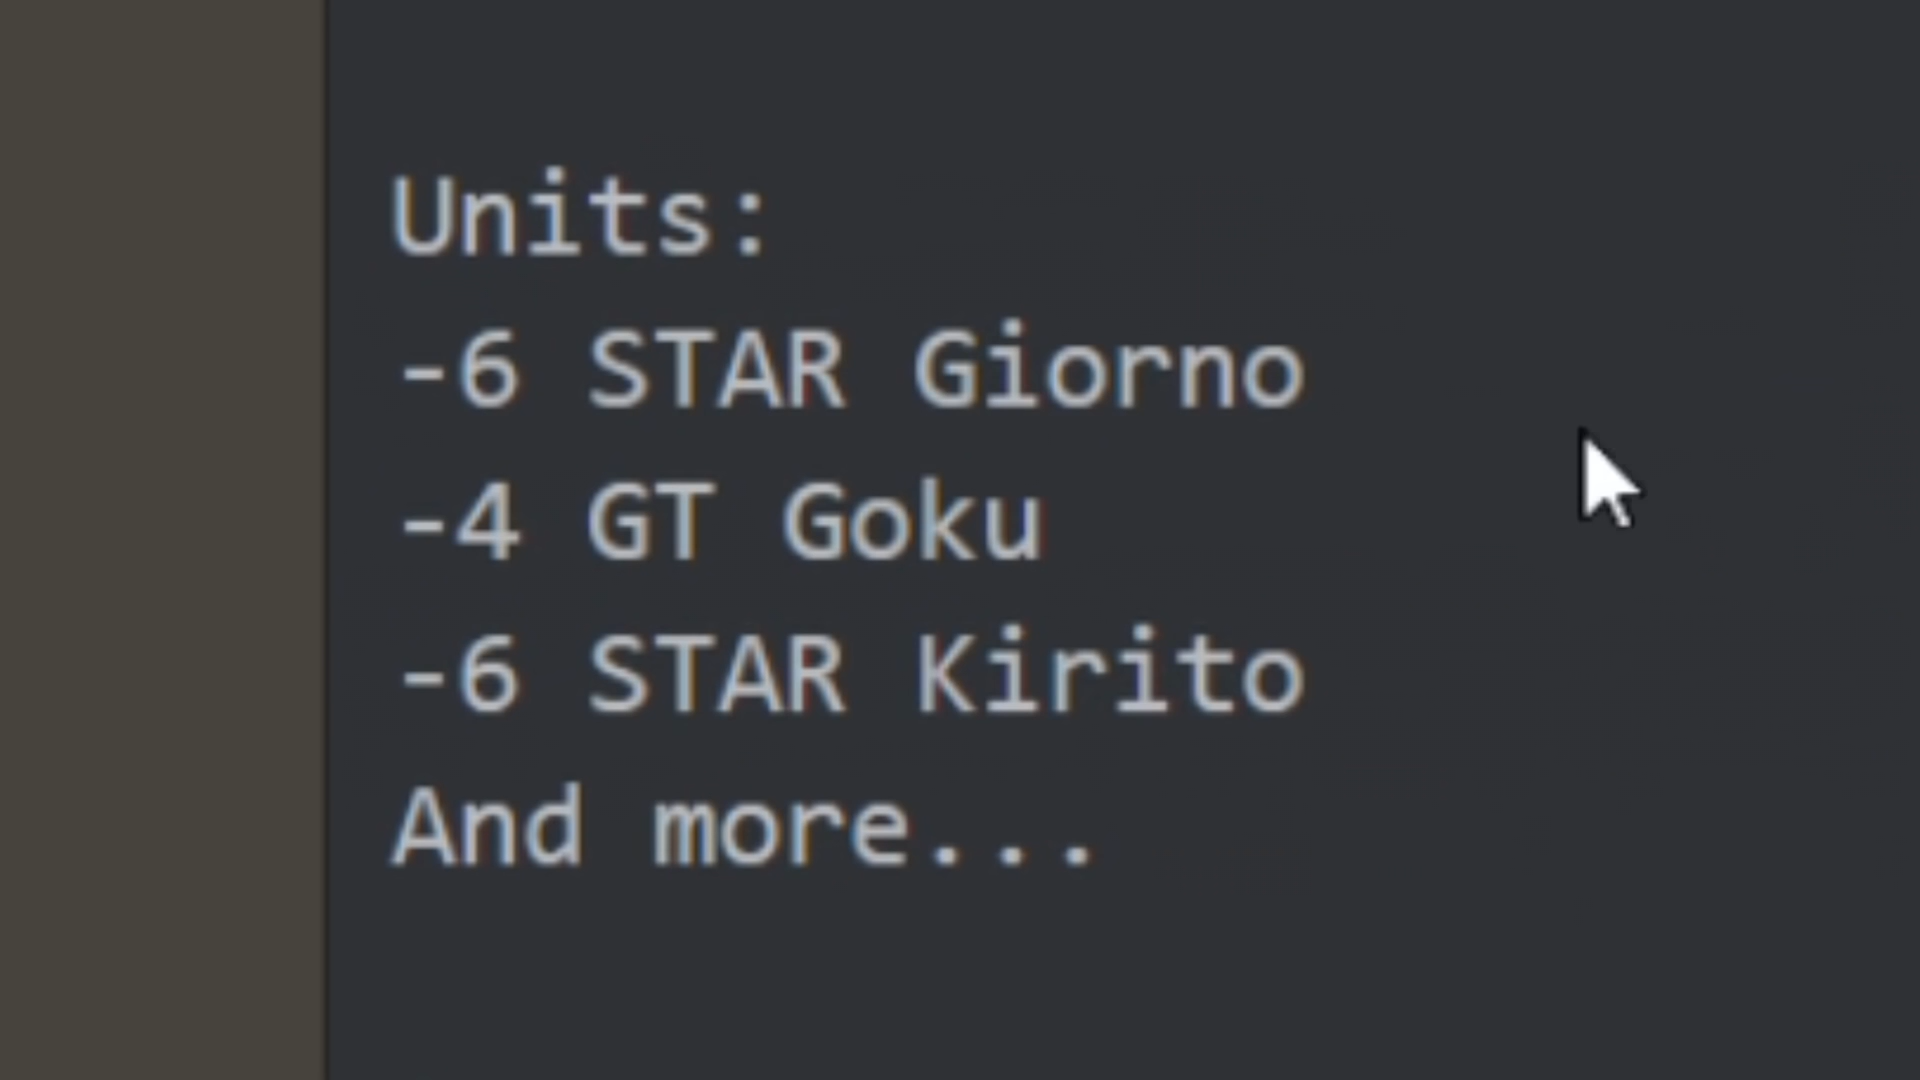 Units:
-6 STAR Giorno
-4 GT Goku
-6 STAR Kirito
And more...